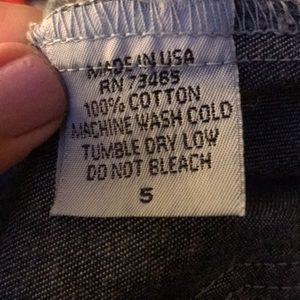 MADE IN USA
RN 73465
100% COTTON
MACHINE WASH COLD
TUMBLE DRY LOW
DO NOT BLEACH
5